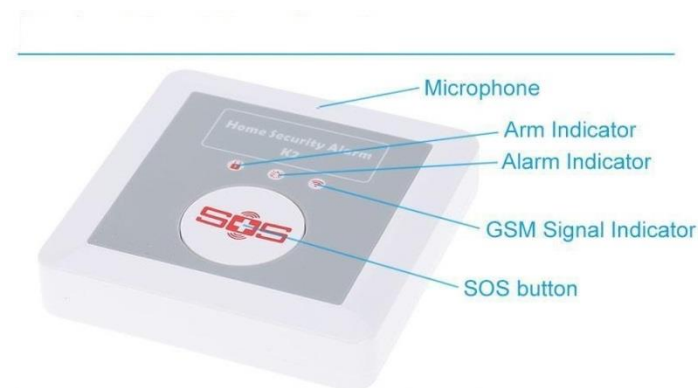 Microphone
Arm Indicator
Home Security Alarm
Alarm Indicator
GSM Signal Indicator
SOS
SOS button